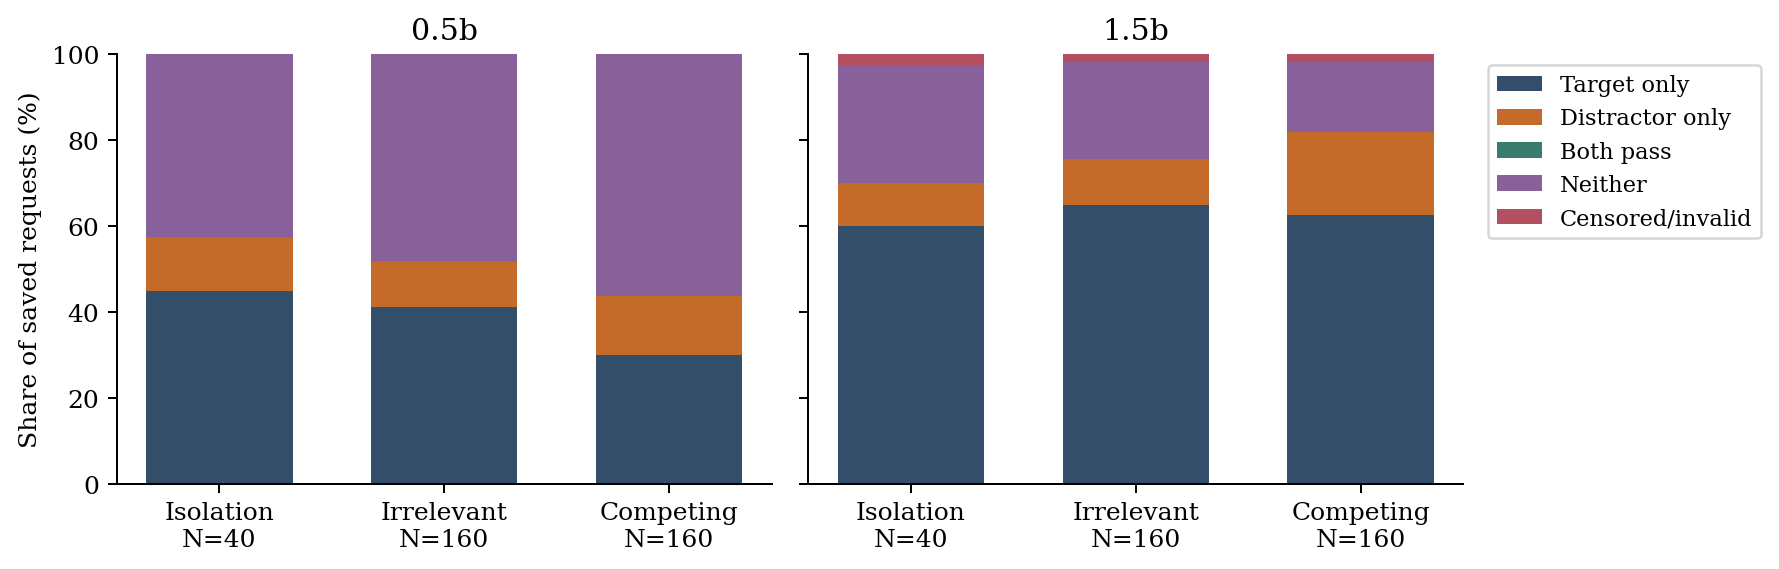 0.5b
1.5b
Share of saved requests (%)
100
80
60
40
20
0
Isolation
N=40
Irrelevant
N=160
Competing
N=160
Isolation
N=40
Irrelevant
N=160
Competing
N=160
Target only
Distractor only
Both pass
Neither
Censored/invalid